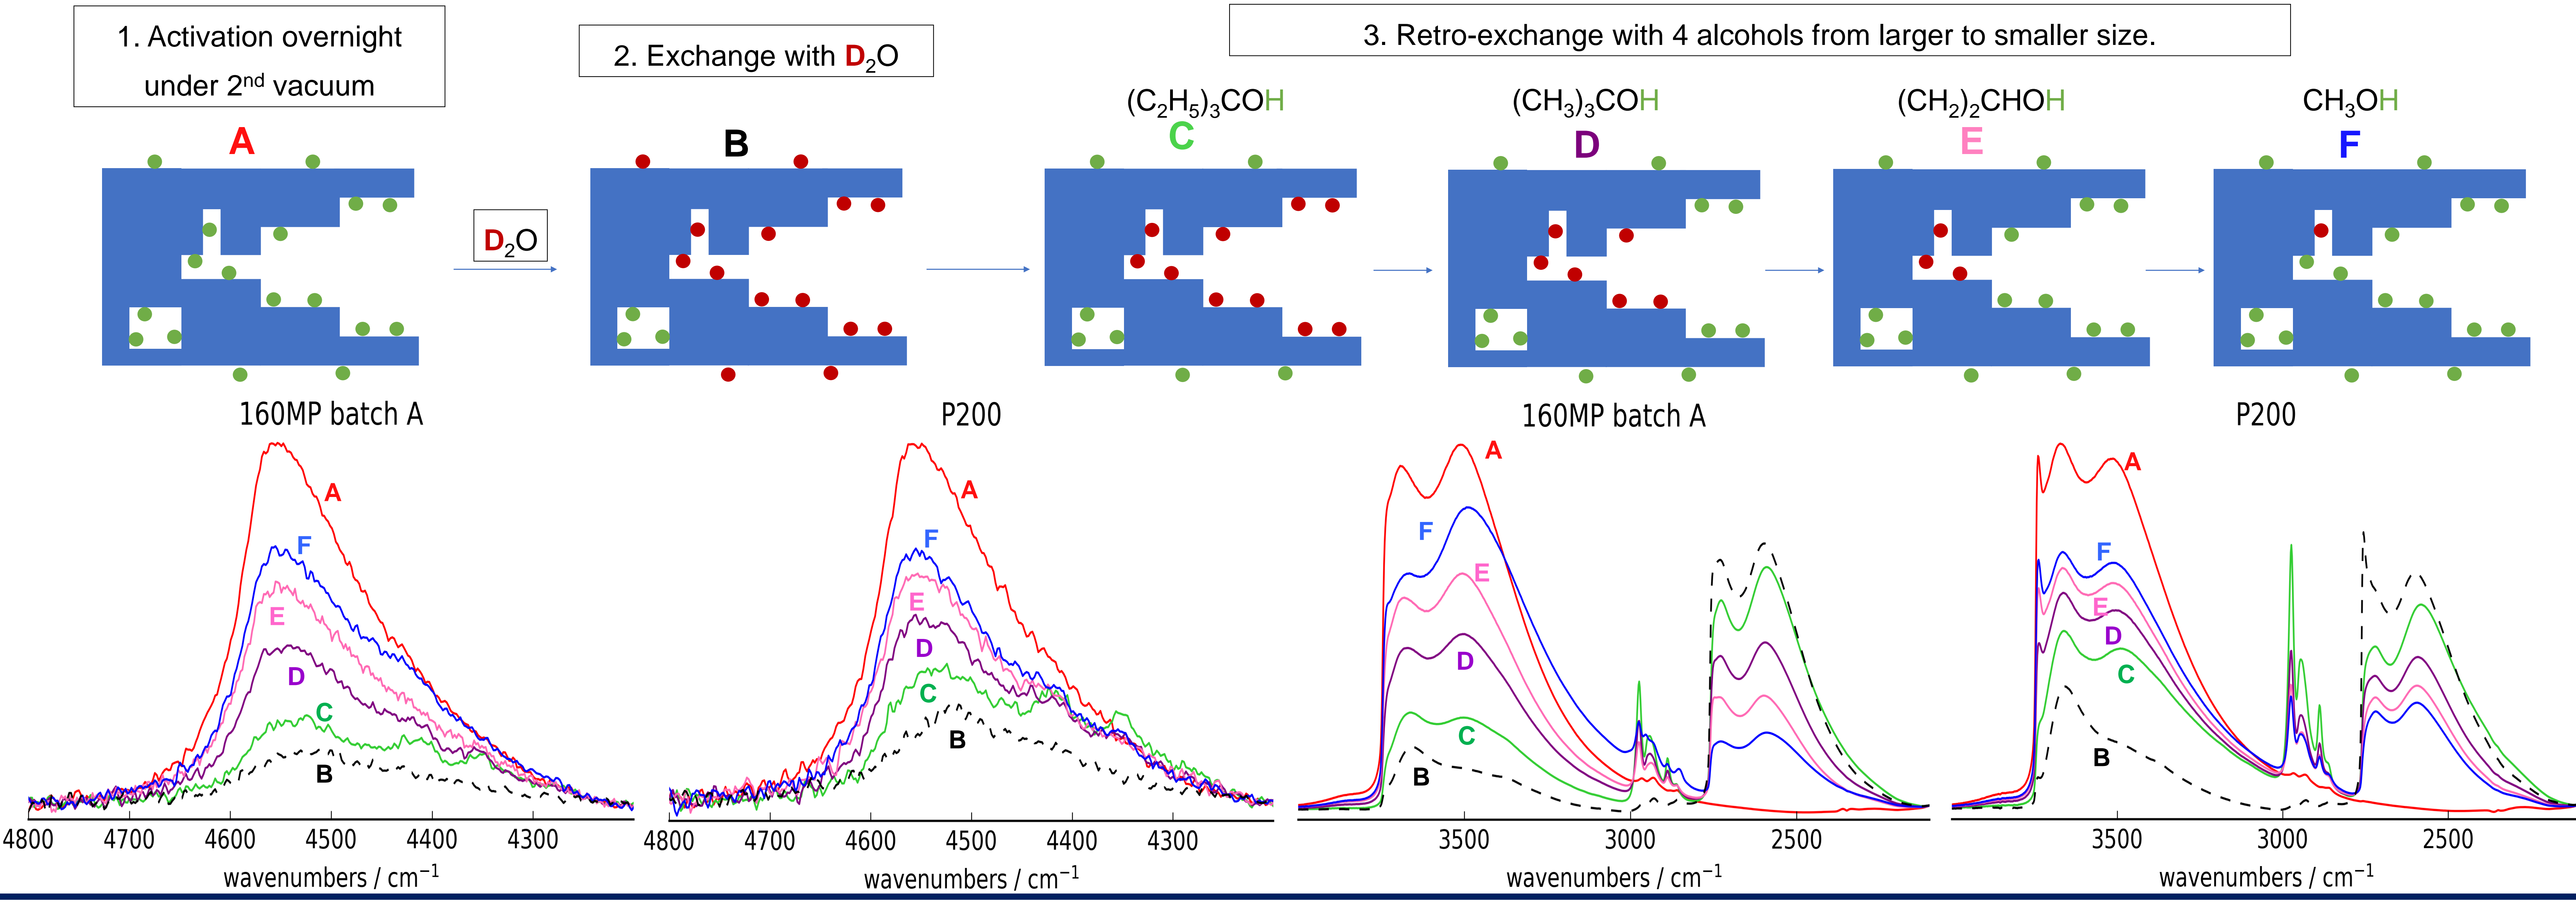 1. Activation overnight
under 2nd vacuum
2. Exchange with D2O
3. Retro-exchange with 4 alcohols from larger to smaller size.
(C2H5)3COH
(CH3)3COH
(CH2)2CHOH
CH3OH
A
B
C
D
E
F
D2O
160MP batch A
P200
160MP batch A
P200
A
F
E
D
C
B
4800 4700 4600 4500 4400 4300
wavenumbers / cm−1
A
F
E
D
C
B
4800 4700 4600 4500 4400 4300
wavenumbers / cm−1
A
F
E
D
C
B
3500 3000 2500
wavenumbers / cm−1
A
F
E
D
C
B
3500 3000 2500
wavenumbers / cm−1